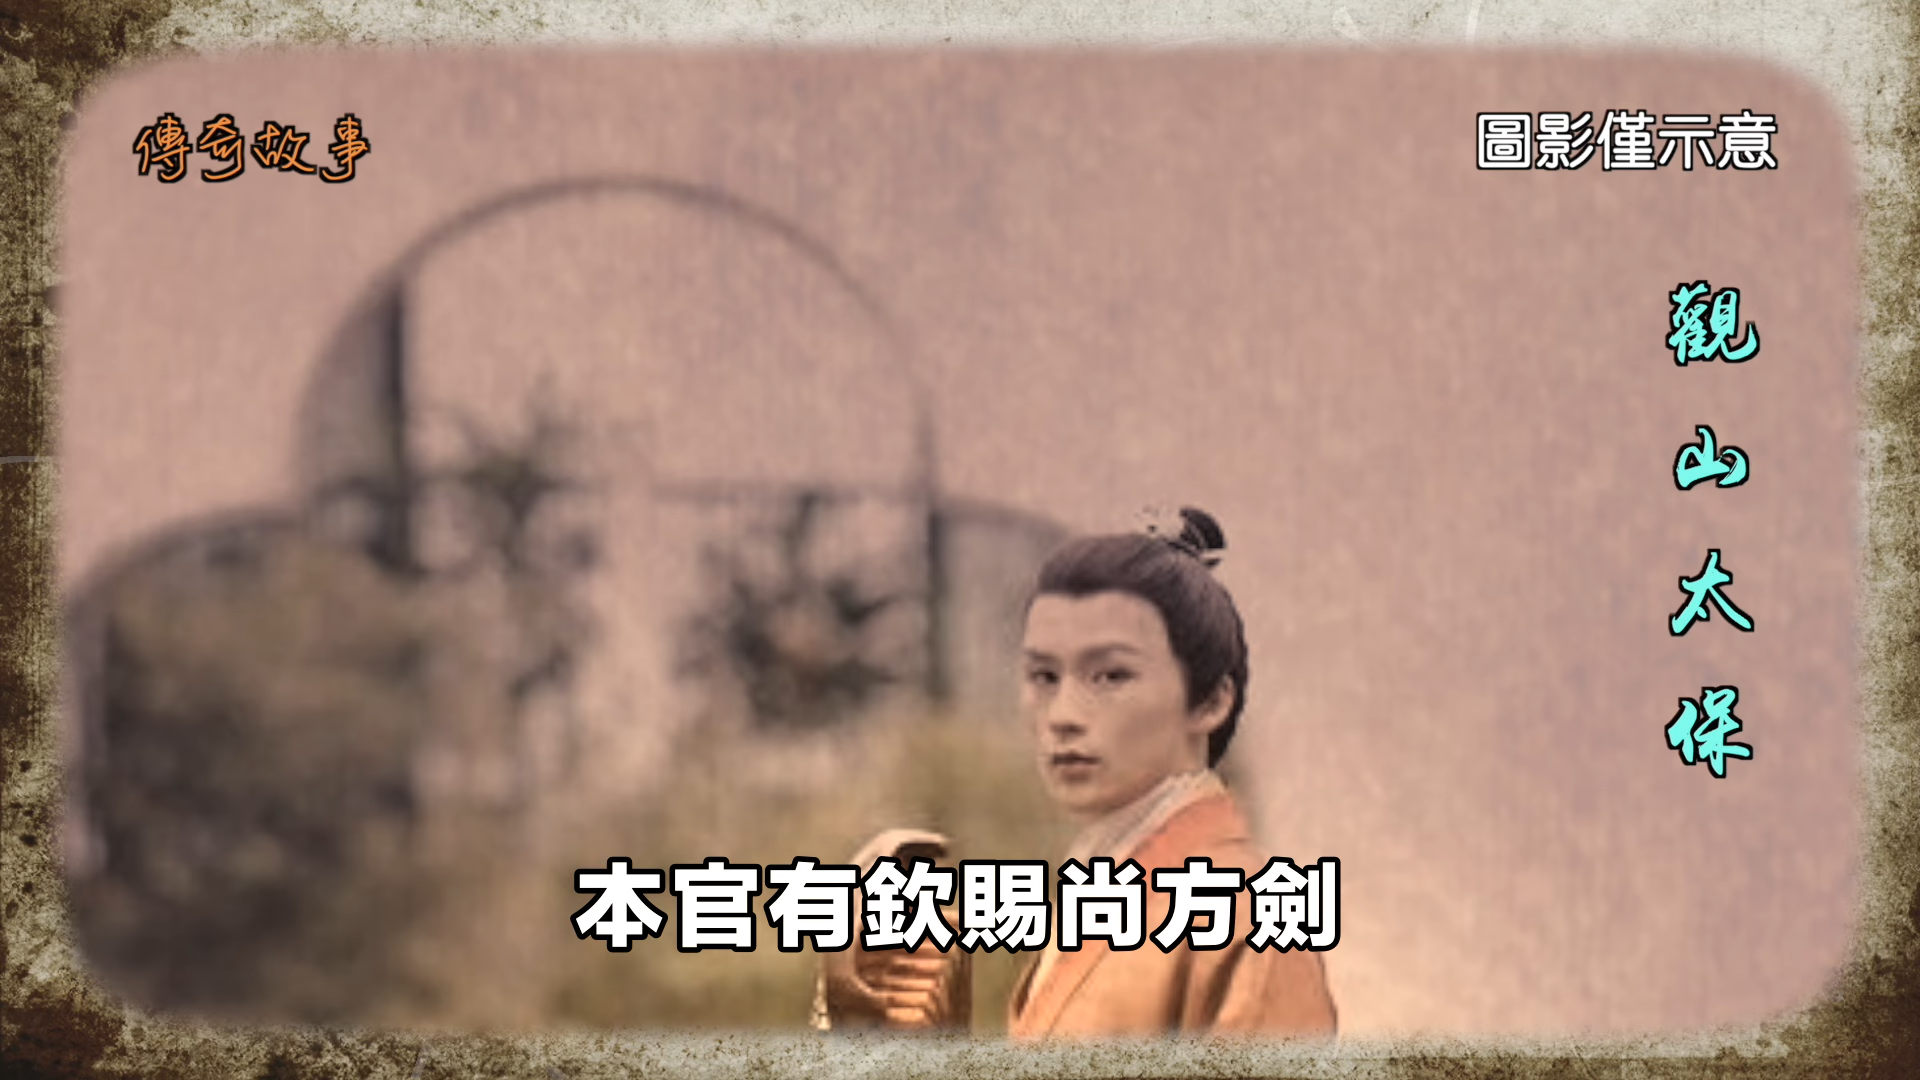 傳奇故事
圖影僅示意
觀山太保
本官有欽賜尚方劍